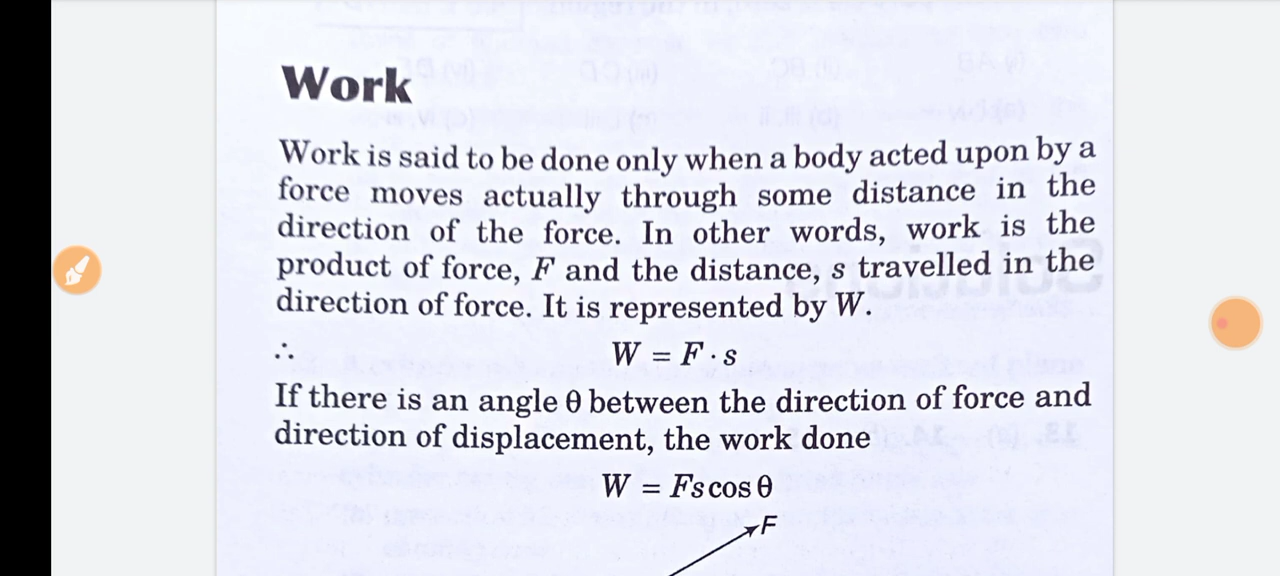 Work
Work is said to be done only when a body acted upon by a
force moves actually through some distance in the
direction of the force. In other words, work is the
product of force, F and the distance, s travelled in the
direction of force. It is represented by W.
∴ W = F · s
If there is an angle θ between the direction of force and
direction of displacement, the work done
W = Fs cos θ
F